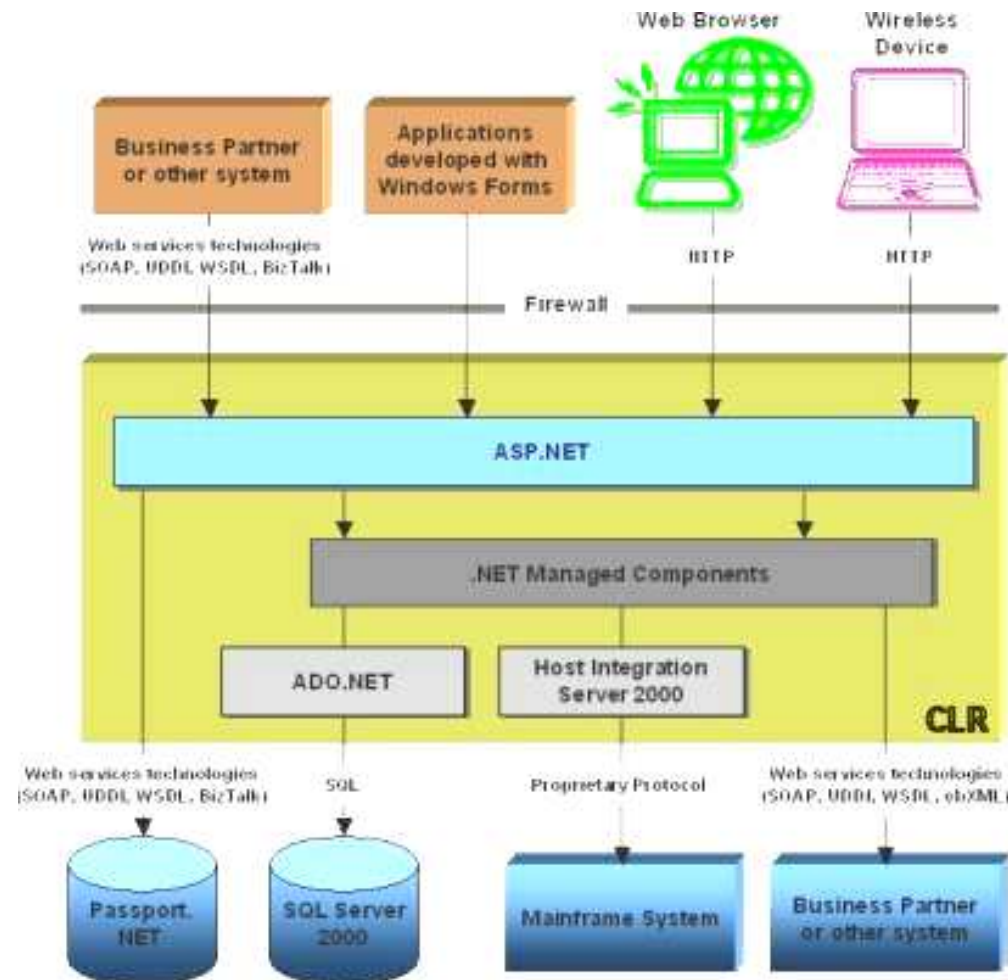 Web Browser
Wireless
Device
Business Partner
or other system
Applications
developed with
Windows Forms
Web services technologies
(SOAP, UDDI, WSDL, BizTalk)
HTTP
HTTP
Firewall
ASP.NET
.NET Managed Components
ADO.NET
Host Integration
Server 2000
CLR
Web services technologies
(SOAP, UDDI, WSDL, BizTalk)
SQL
Proprietary Protocol
Web services technologies
(SOAP, UDDI, WSDL, ebXML)
Passport.
NET
SQL Server
2000
Mainframe System
Business Partner
or other system